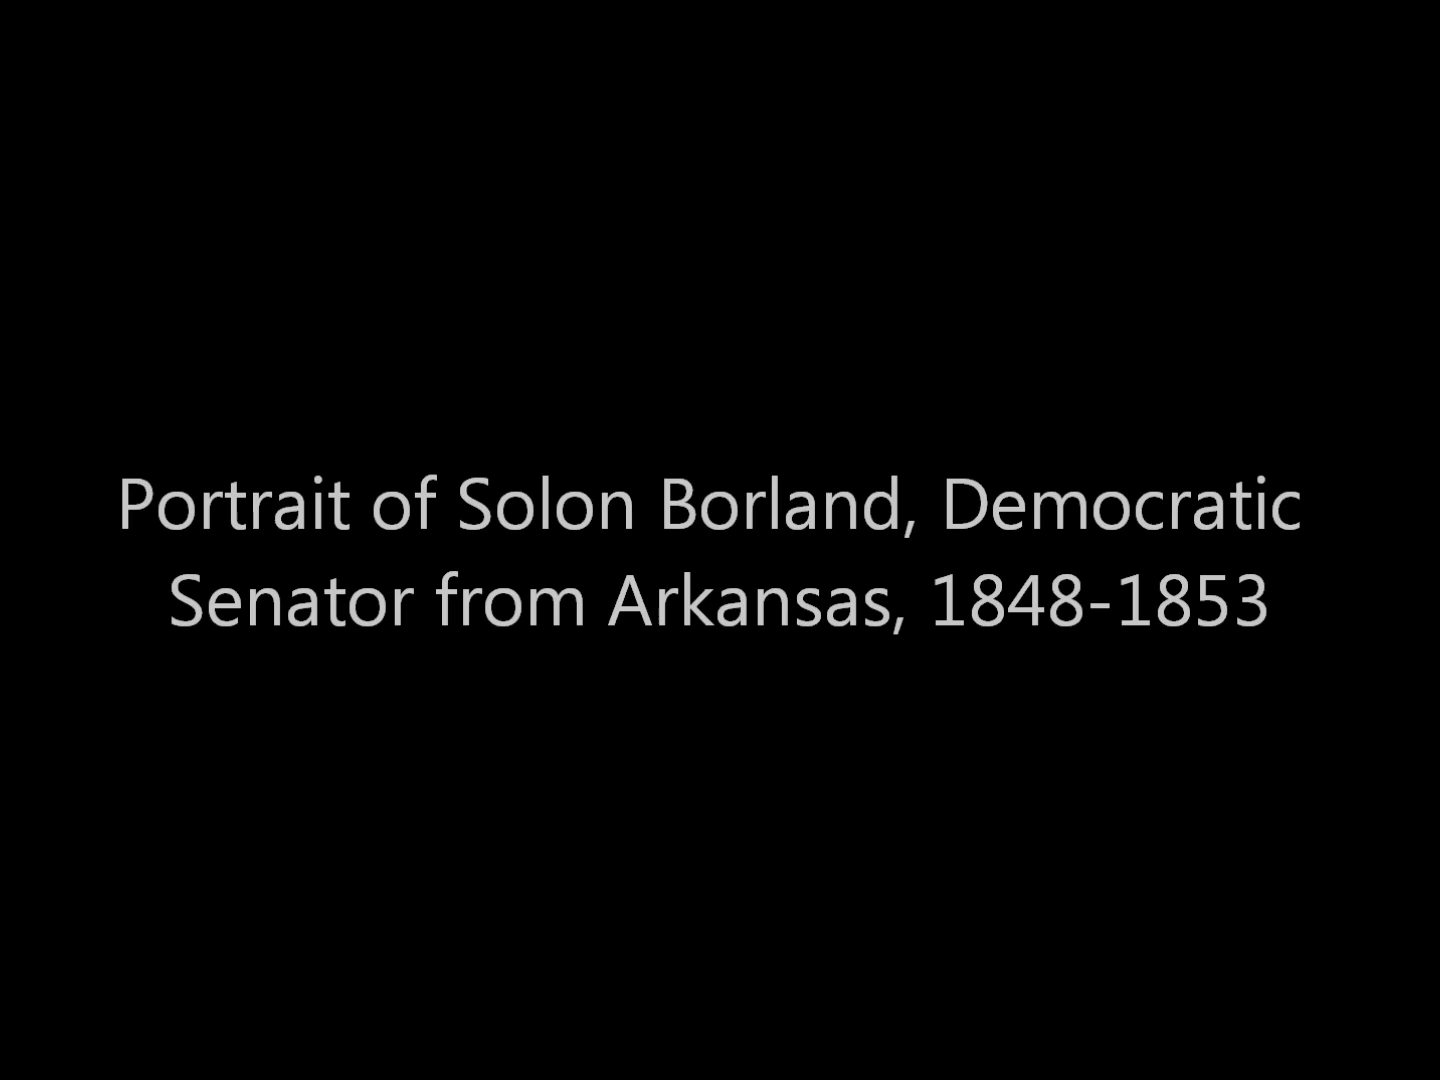 Portrait of Solon Borland, Democratic
Senator from Arkansas, 1848-1853